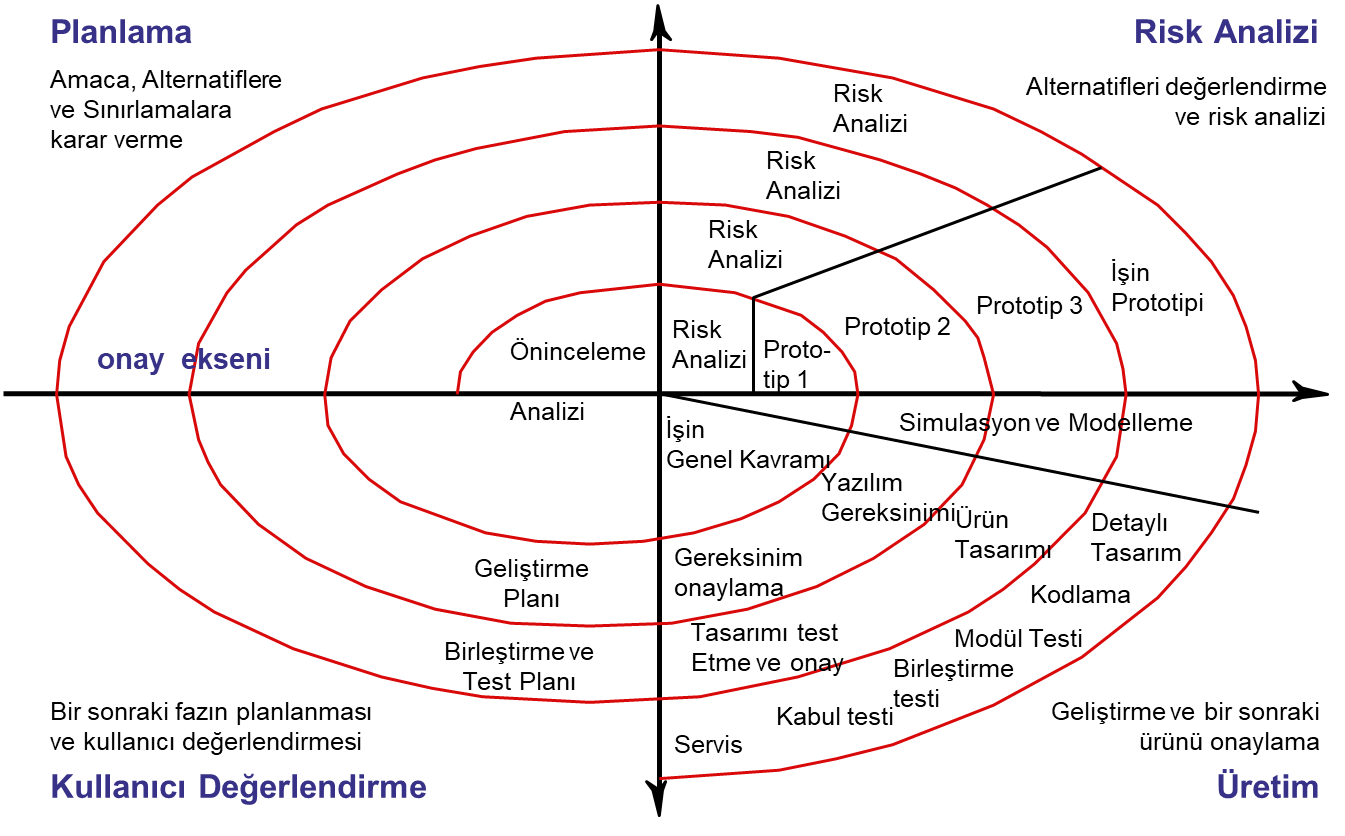 Planlama
Amaca, Alternatiflere
ve Sınırlamalara
karar verme
Risk Analizi
Alternatifleri değerlendirme
ve risk analizi
Risk
Analizi
Risk
Analizi
Risk
Analizi
Risk
Analizi
Proto-
tip 1
Prototip 2
Prototip 3
İşin
Prototipi
onay ekseni
Öninceleme
Analizi
İşin
Genel Kavramı
Simulasyon ve Modelleme
Yazılım
Gereksinimi
Ürün
Tasarımı
Detaylı
Tasarım
Kodlama
Modül Testi
Birleştirme
testi
Kabul testi
Servis
Gereksinim
onaylama
Tasarımı test
Etme ve onay
Geliştirme
Planı
Birleştirme ve
Test Planı
Bir sonraki fazın planlanması
ve kullanıcı değerlendirmesi
Kullanıcı Değerlendirme
Geliştirme ve bir sonraki
ürünü onaylama
Üretim